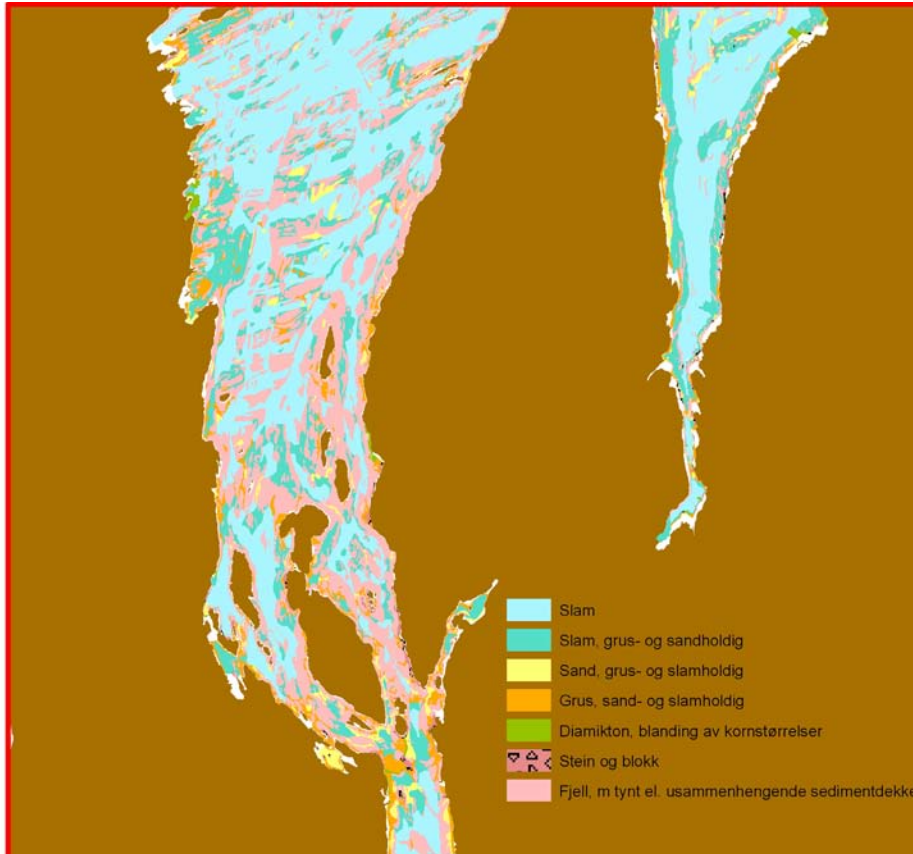 Slam
Slam, grus- og sandholdig
Sand, grus- og slamholdig
Grus, sand- og slamholdig
Diamikton, blanding av kornstørrelser
Stein og blokk
Fjell, m tynt el. usammenhengende sedimentdekke